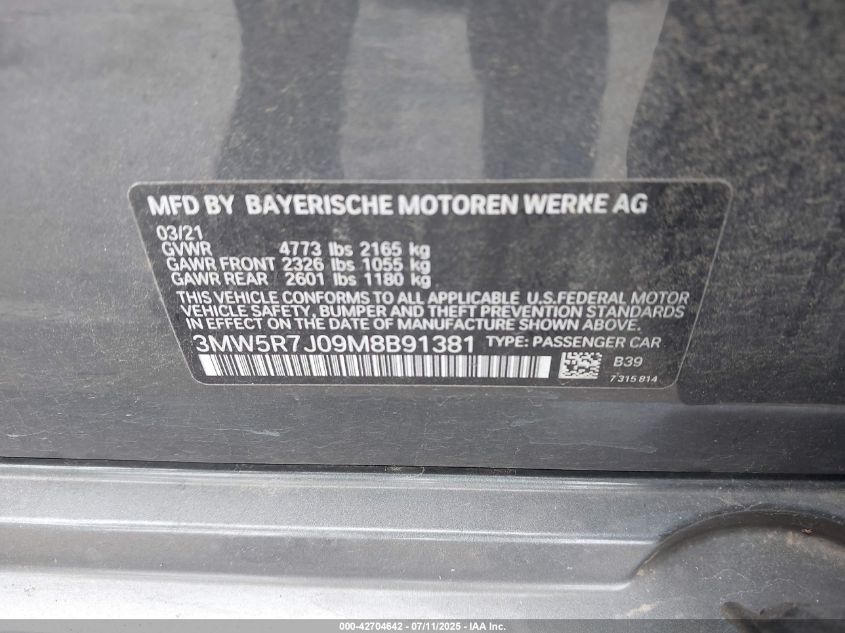 MFD BY BAYERISCHE MOTOREN WERKE AG
03/21
GVWR 4773 lbs 2165 kg
GAWR FRONT 2326 lbs 1055 kg
GAWR REAR 2601 lbs 1180 kg
THIS VEHICLE CONFORMS TO ALL APPLICABLE U.S.FEDERAL MOTOR
VEHICLE SAFETY, BUMPER AND THEFT PREVENTION STANDARDS
IN EFFECT ON THE DATE OF MANUFACTURE SHOWN ABOVE.
3MW5R7J09M8B91381 TYPE: PASSENGER CAR
B39
7 315 814
000-42704642 / 07/11/2025 - IAA Inc.